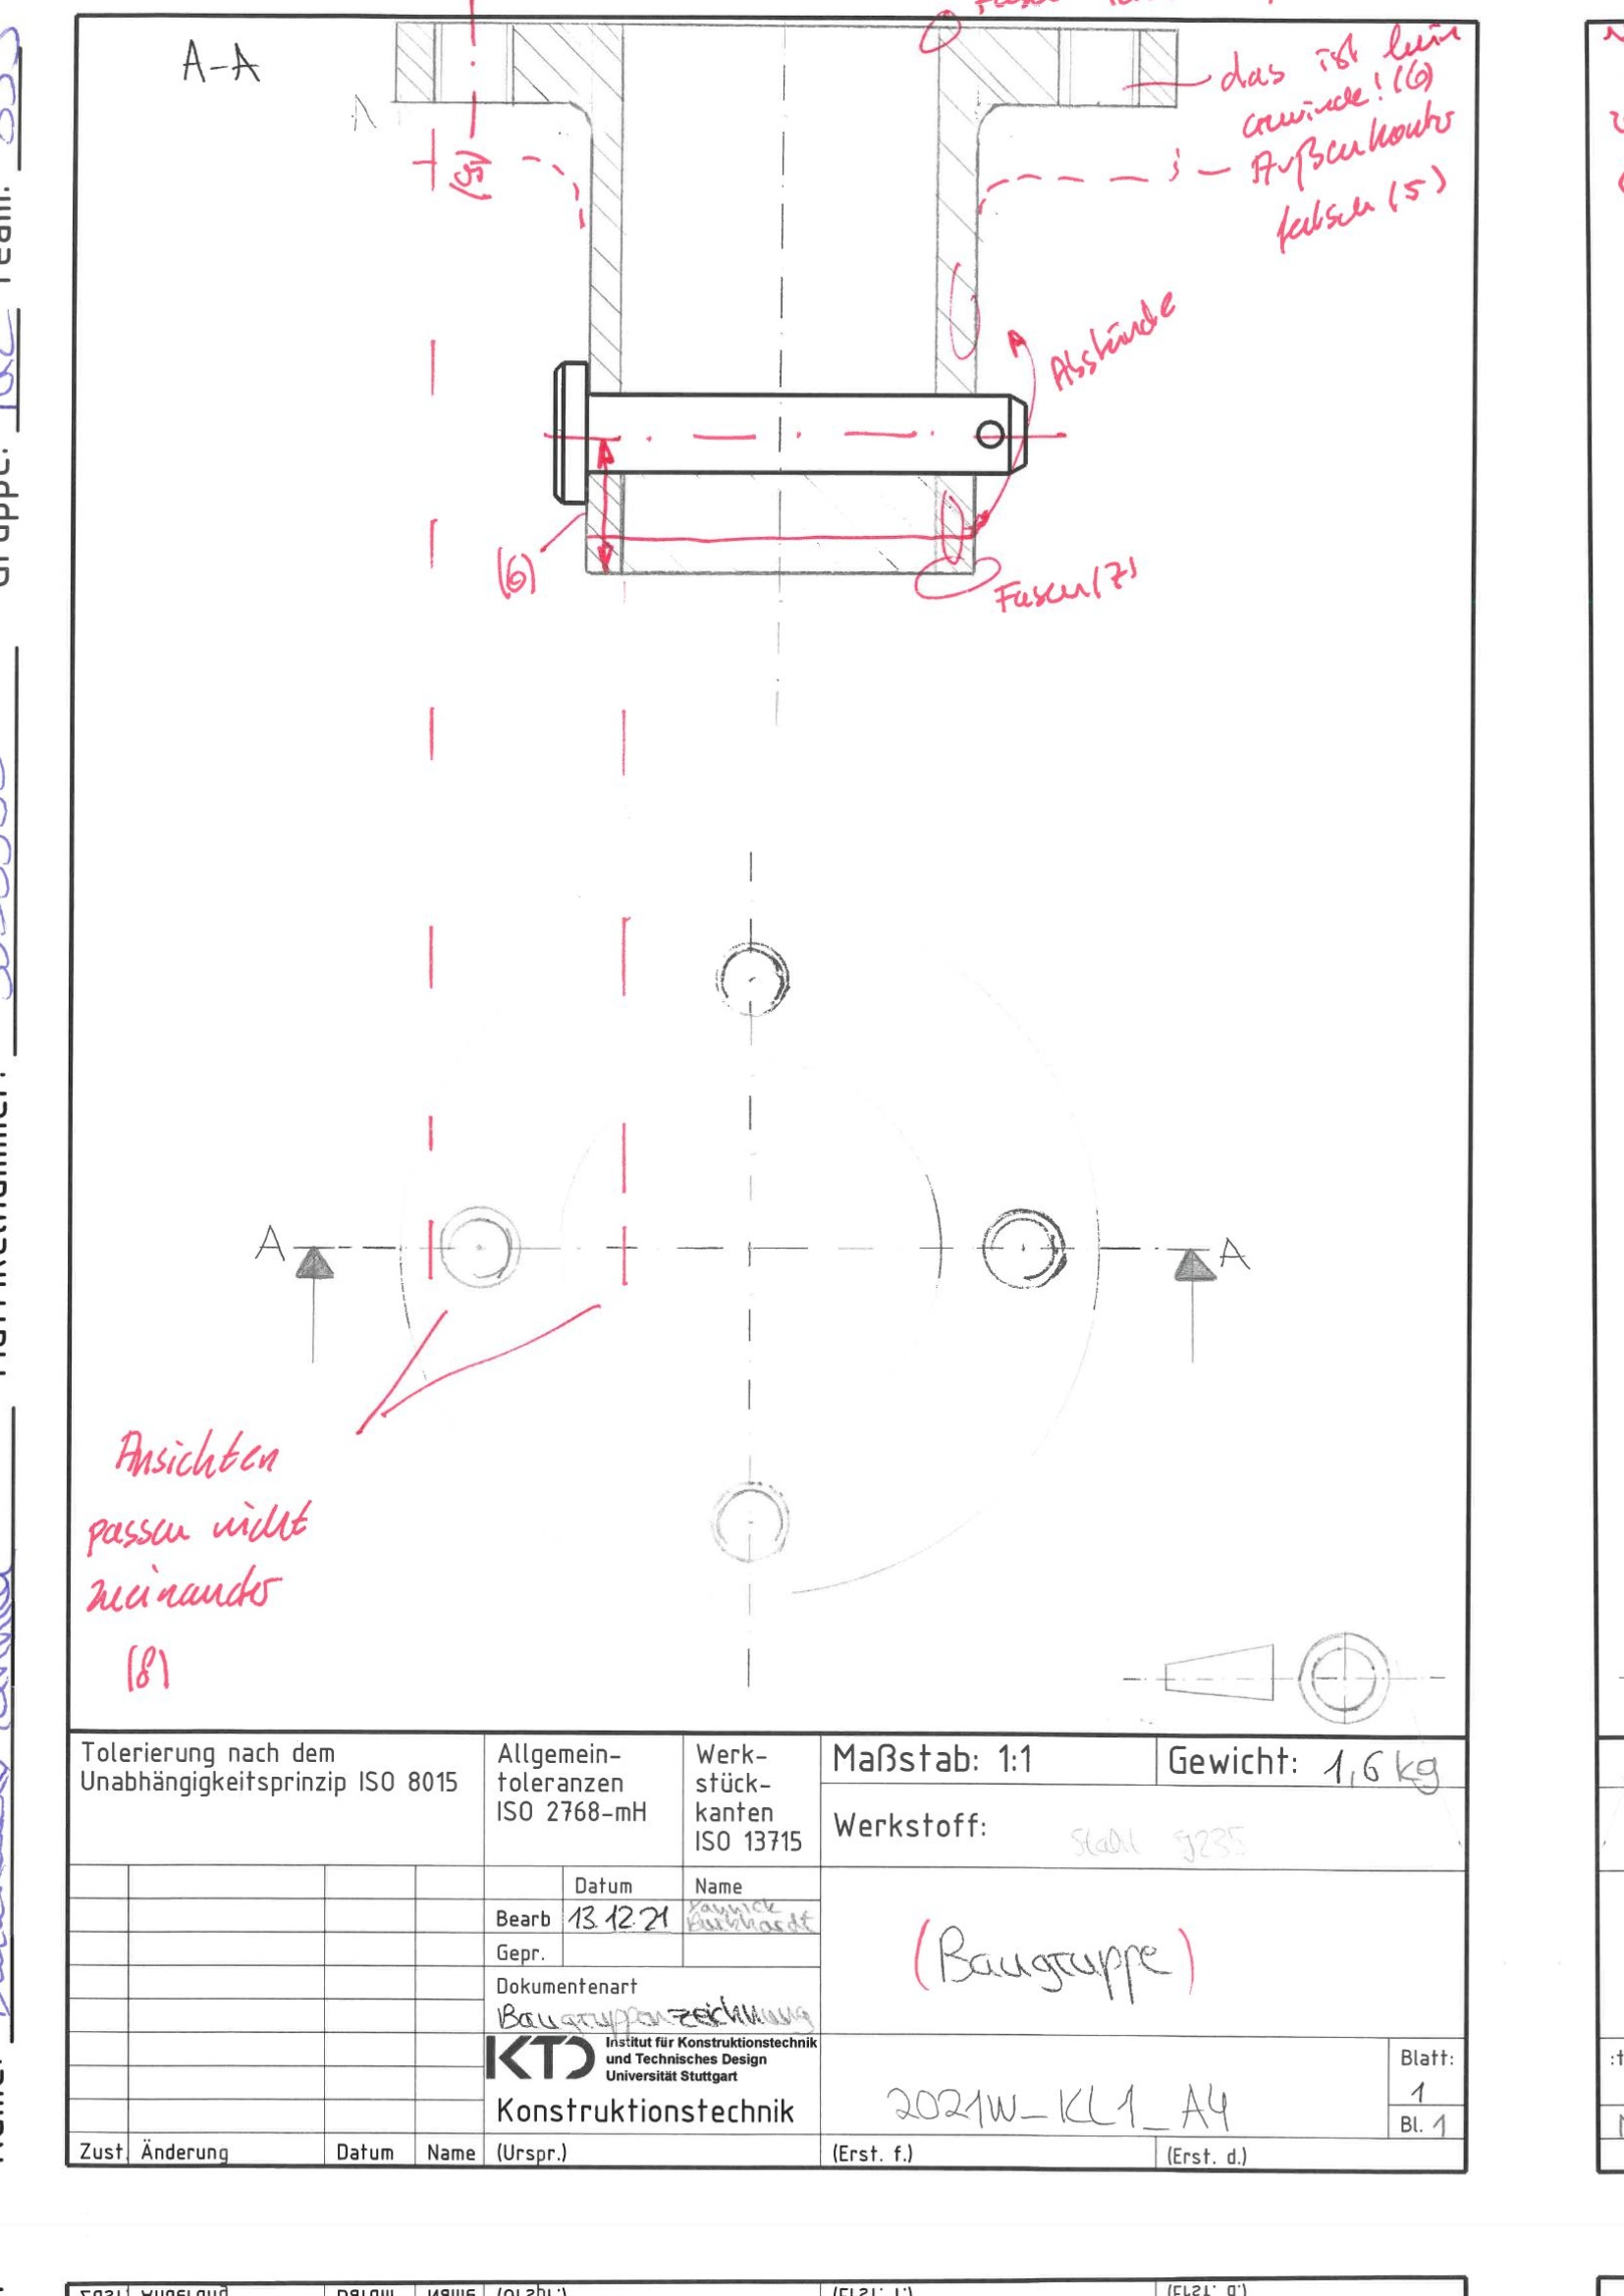 A-A
das ist kein
Gewinde! (6)
Außenkontur
falsch (5)
(5)
Abstände
(6)
Fasen (7)
A
A
Ansichten
passen nicht
zueinander
(8)
Tolerierung nach dem
Unabhängigkeitsprinzip ISO 8015
Allgemein-
toleranzen
ISO 2768-mH
Werk-
stück-
kanten
ISO 13715
Maßstab: 1:1
Gewicht: 1,6 kg
Werkstoff: Stahl S235
Datum
Name
Bearb 13.12.21 Yannick
Burkhardt
Gepr.
Dokumentenart
Baugruppenzeichnung
(Baugruppe)
KTD
Institut für Konstruktionstechnik
und Technisches Design
Universität Stuttgart
Konstruktionstechnik
2021W_KL1_A4
Blatt:
1
Bl. 1
Zust. Änderung Datum Name (Urspr.) (Erst. f.) (Erst. d.)